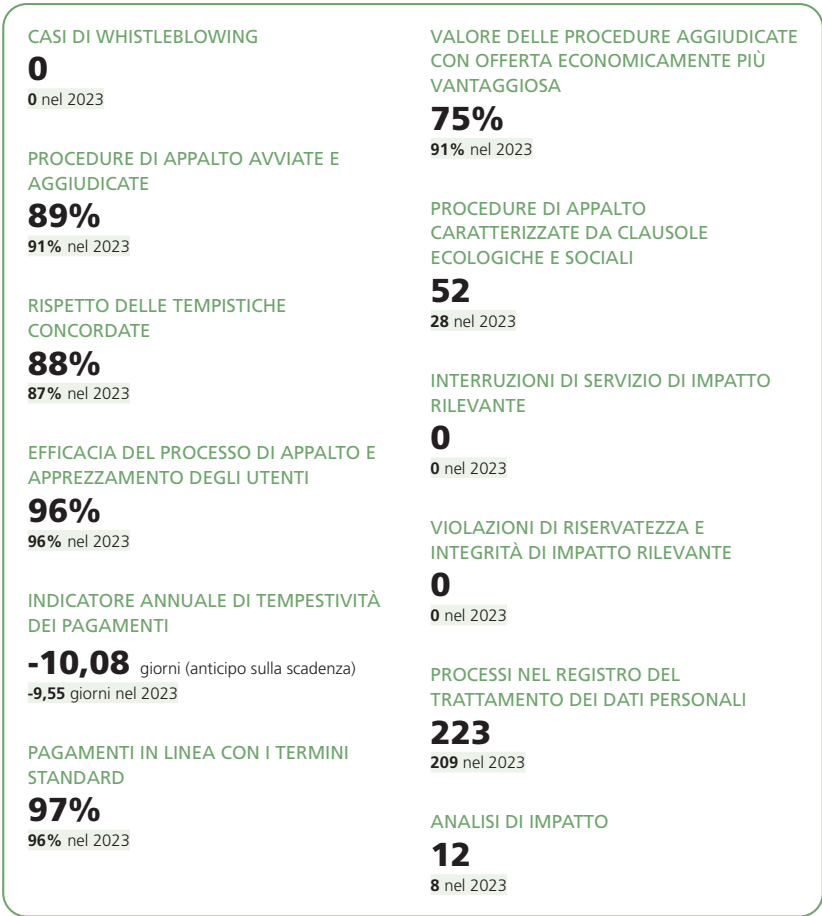 CASI DI WHISTLEBLOWING
0
0 nel 2023
PROCEDURE DI APPALTO AVVIATE E
AGGIUDICATE
89%
91% nel 2023
RISPETTO DELLE TEMPISTICHE
CONCORDATE
88%
87% nel 2023
EFFICACIA DEL PROCESSO DI APPALTO E
APPREZZAMENTO DEGLI UTENTI
96%
96% nel 2023
INDICATORE ANNUALE DI TEMPESTIVITÀ
DEI PAGAMENTI
-10,08 giorni (anticipo sulla scadenza)
-9,55 giorni nel 2023
PAGAMENTI IN LINEA CON I TERMINI
STANDARD
97%
96% nel 2023
VALORE DELLE PROCEDURE AGGIUDICATE
CON OFFERTA ECONOMICAMENTE PIÙ
VANTAGGIOSA
75%
91% nel 2023
PROCEDURE DI APPALTO
CARATTERIZZATE DA CLAUSOLE
ECOLOGICHE E SOCIALI
52
28 nel 2023
INTERRUZIONI DI SERVIZIO DI IMPATTO
RILEVANTE
0
0 nel 2023
VIOLAZIONI DI RISERVATEZZA E
INTEGRITÀ DI IMPATTO RILEVANTE
0
0 nel 2023
PROCESSI NEL REGISTRO DEL
TRATTAMENTO DEI DATI PERSONALI
223
209 nel 2023
ANALISI DI IMPATTO
12
8 nel 2023